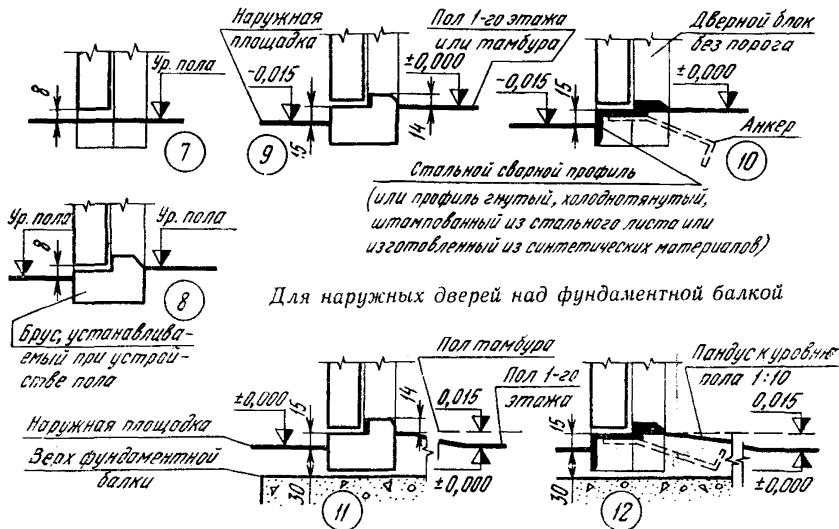 Наружная
площадка
-0,015
Пол 1-го этажа
или тамбура
±0,000
Дверной блок
без порога
-0,015
±0,000
15
Ур. пола
8
7
9
15
14
Анкер
10
Стальной сварной профиль
(или профиль гнутый, холоднотянутый,
штампованный из стального листа или
изготовленный из синтетических материалов)
Ур. пола
8
Ур. пола
8
Брус, устанавлива-
емый при устрой-
стве пола
Для наружных дверей над фундаментной балкой
Наружная площадка
Верх фундаментной
балки
±0,000
15
14
Пол тамбура
0,015
Пол 1-го
этажа
±0,000
30
11
Пандус к уровню
пола 1:10
0,015
15
±0,000
30
12